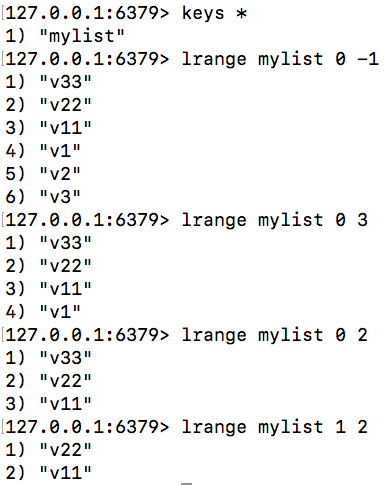 127.0.0.1:6379> keys *
1) "mylist"
127.0.0.1:6379> lrange mylist 0 -1
1) "v33"
2) "v22"
3) "v11"
4) "v1"
5) "v2"
6) "v3"
127.0.0.1:6379> lrange mylist 0 3
1) "v33"
2) "v22"
3) "v11"
4) "v1"
127.0.0.1:6379> lrange mylist 0 2
1) "v33"
2) "v22"
3) "v11"
127.0.0.1:6379> lrange mylist 1 2
1) "v22"
2) "v11"